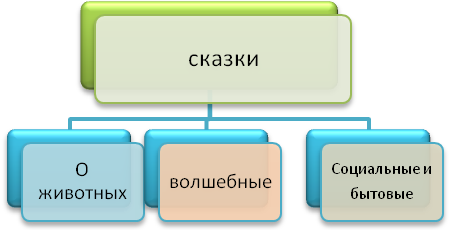 сказки
О
животных
волшебные
Социальные и
бытовые